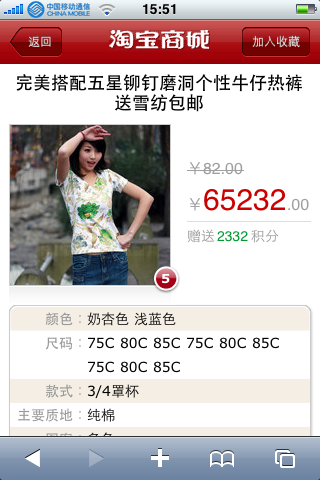 中国移动通信
CHINA MOBILE
15:51
返回
淘宝商城
加入收藏
完美搭配五星铆钉磨洞个性牛仔热裤
送雪纺包邮
￥82.00
￥65232.00
赠送 2332 积分
5
颜色：奶杏色 浅蓝色
尺码：75C 80C 85C 75C 80C 85C
75C 80C 85C
款式：3/4罩杯
主要质地：纯棉